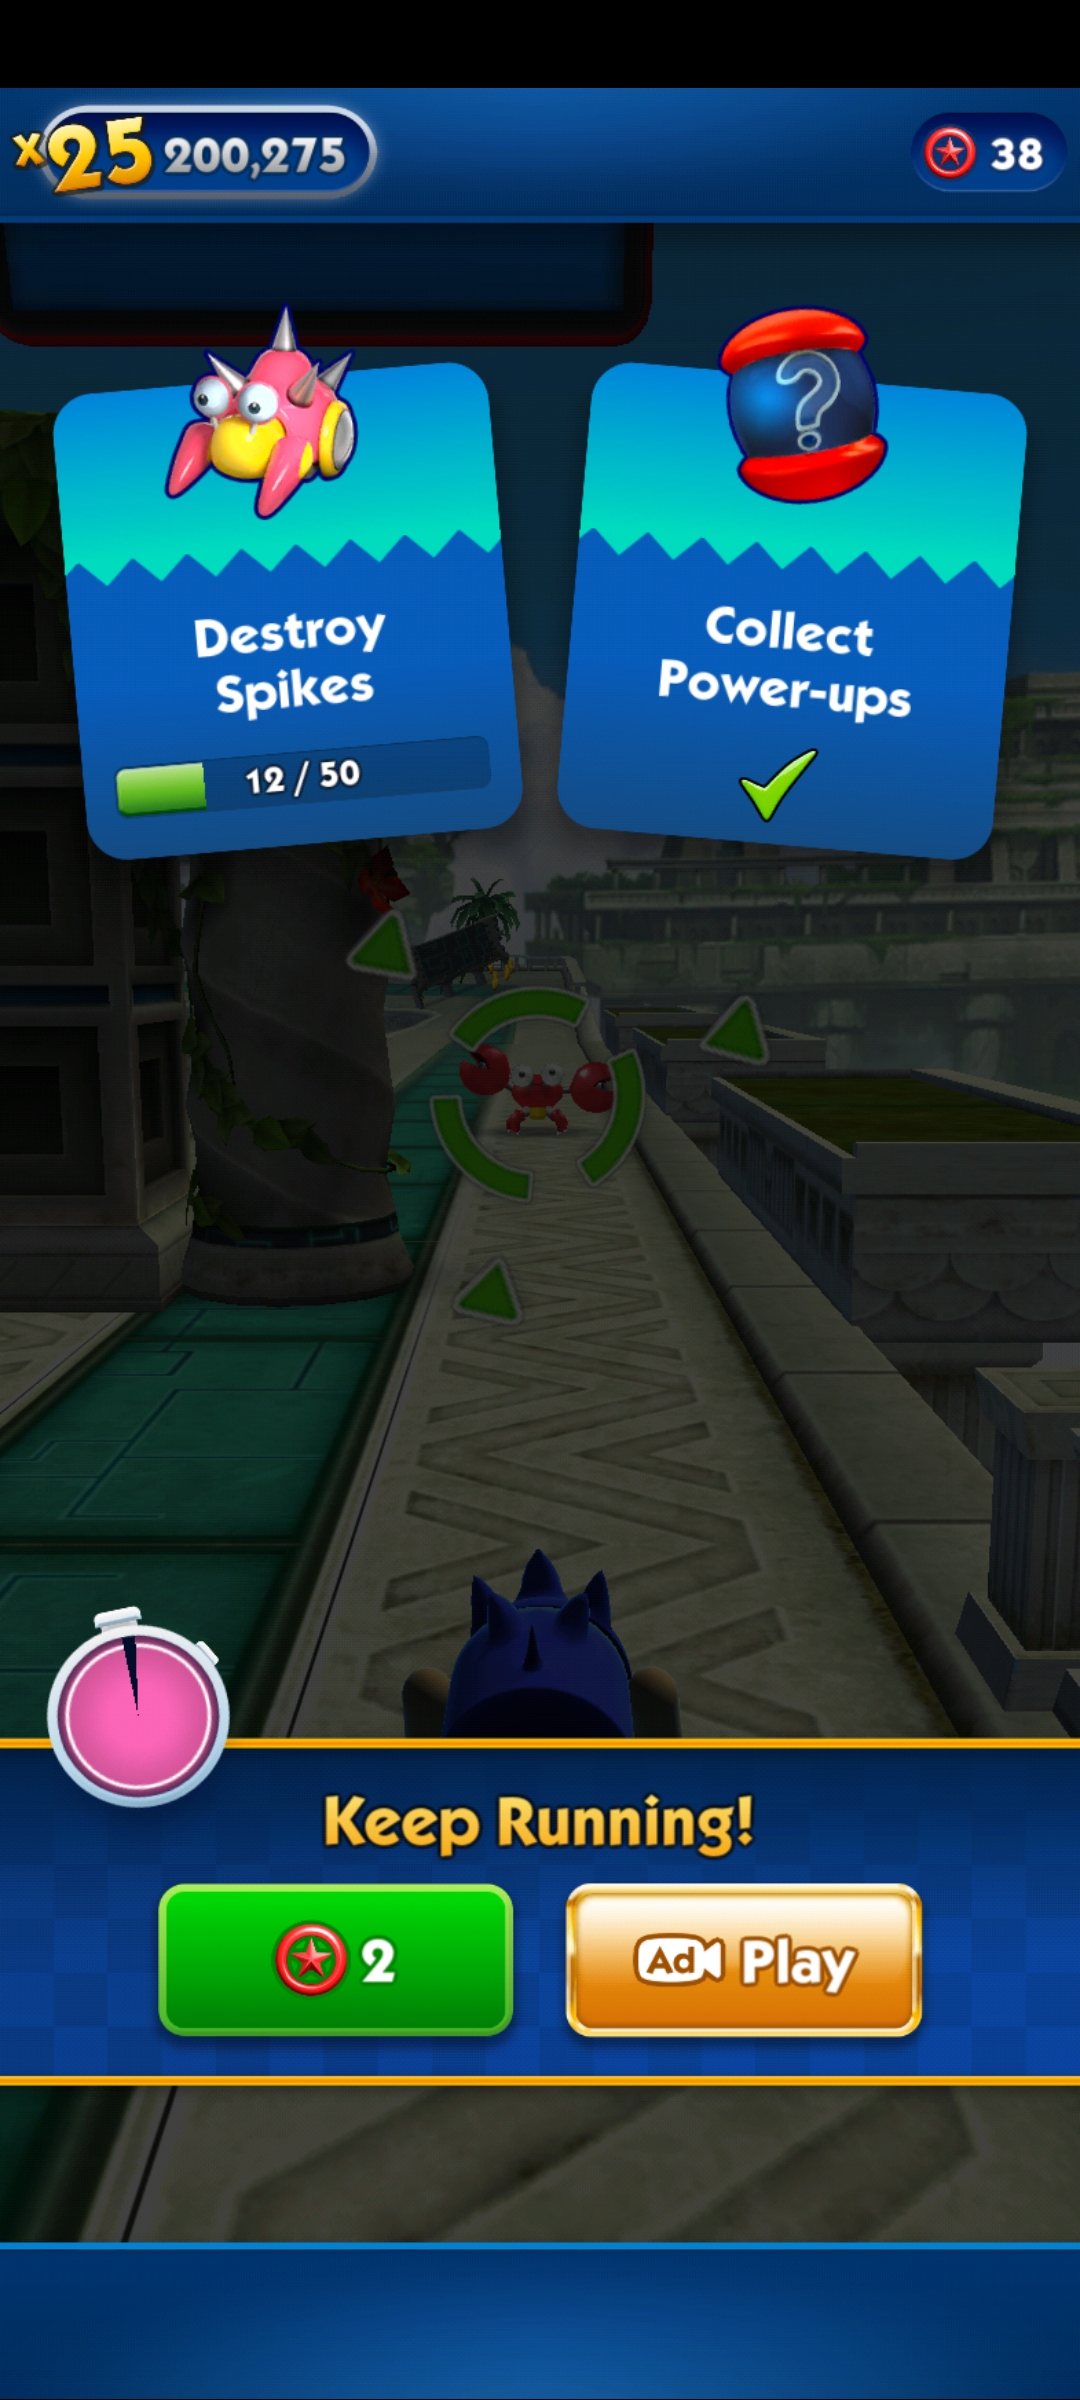 x25 200,275
38
?
Destroy
Spikes
12 / 50
Collect
Power-ups
Keep Running!
2
Ad Play